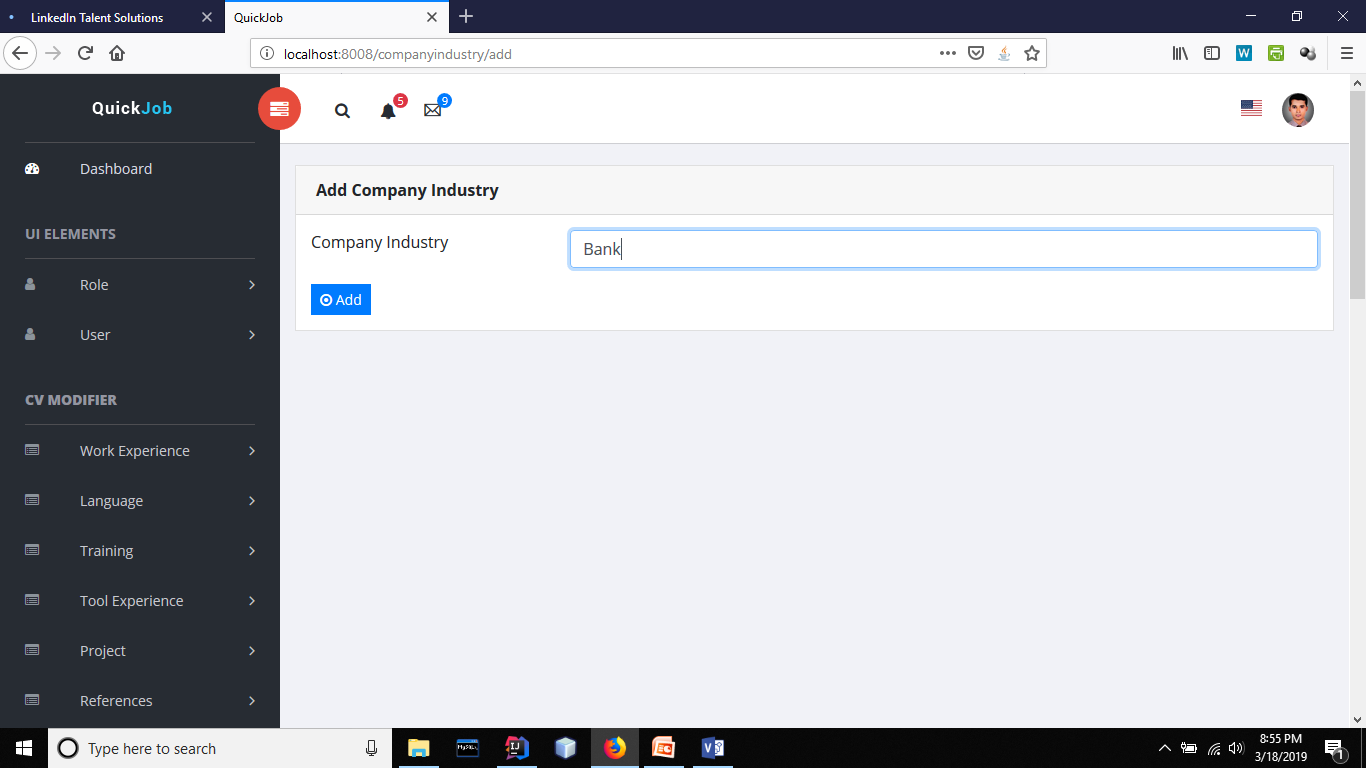 LinkedIn Talent Solutions
QuickJob
localhost:8008/companyindustry/add
W
QuickJob
5
9
Dashboard
UI ELEMENTS
Role
User
CV MODIFIER
Work Experience
Language
Training
Tool Experience
Project
References
Add Company Industry
Company Industry
Bank
Add
Type here to search
MySQL
IJ
8:55 PM
3/18/2019
1